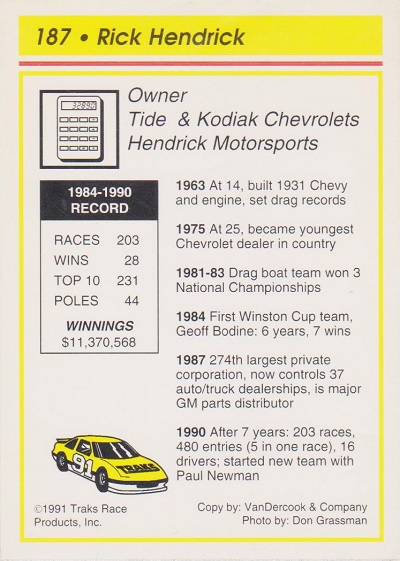 187 • Rick Hendrick
32890
Owner
Tide & Kodiak Chevrolets
Hendrick Motorsports
1984-1990
RECORD
RACES 203
WINS 28
TOP 10 231
POLES 44
WINNINGS
$11,370,568
1963 At 14, built 1931 Chevy
and engine, set drag records
1975 At 25, became youngest
Chevrolet dealer in country
1981-83 Drag boat team won 3
National Championships
1984 First Winston Cup team,
Geoff Bodine: 6 years, 7 wins
1987 274th largest private
corporation, now controls 37
auto/truck dealerships, is major
GM parts distributor
1990 After 7 years: 203 races,
480 entries (5 in one race), 16
drivers; started new team with
Paul Newman
91
TRAKS
©1991 Traks Race
Products, Inc.
Copy by: VanDercook & Company
Photo by: Don Grassman